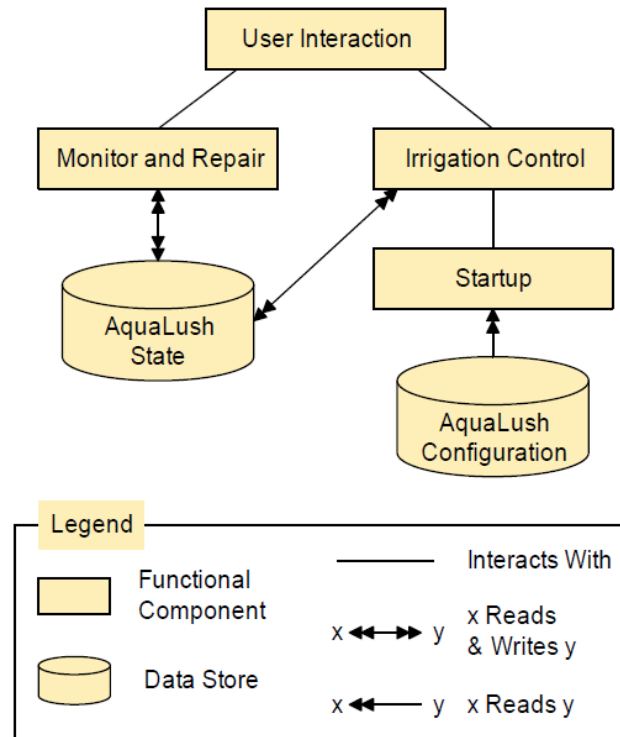 User Interaction
Monitor and Repair
Irrigation Control
Startup
AquaLush
State
AquaLush
Configuration
Legend
Functional
Component
Data Store
Interacts With
x y x Reads
& Writes y
x y x Reads y